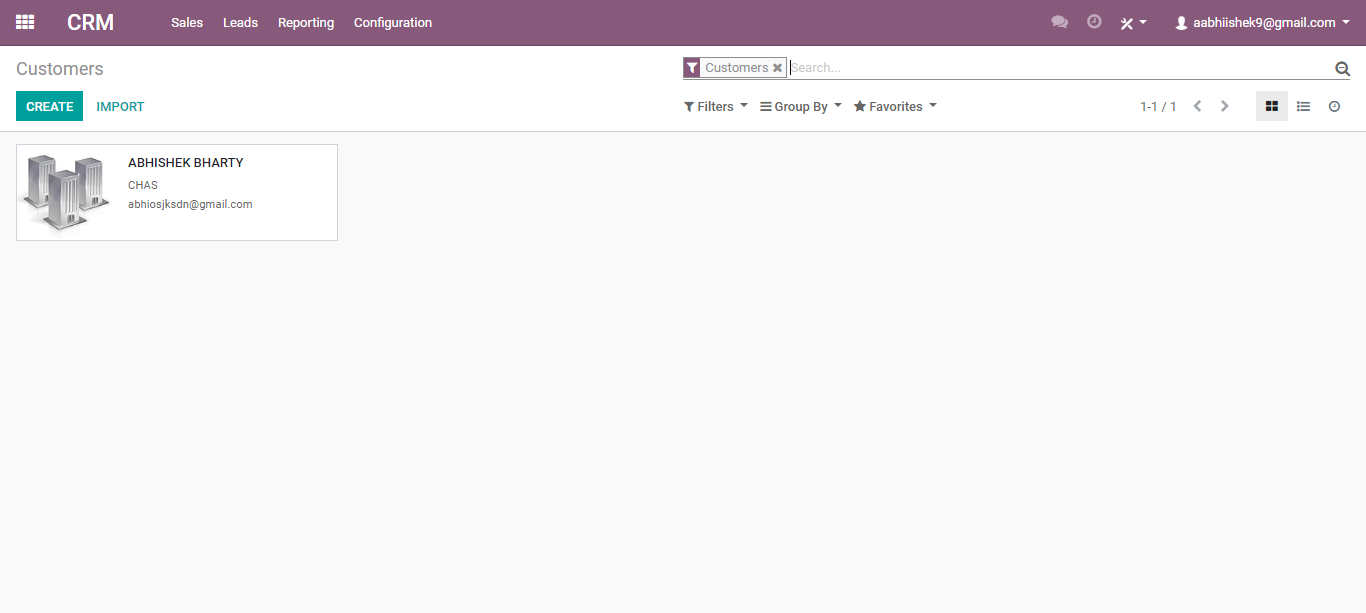 CRM Sales Leads Reporting Configuration aabhiishek9@gmail.com
Customers
Customers Search...
CREATE IMPORT Filters Group By Favorites 1-1 / 1
ABHISHEK BHARTY
CHAS
abhiosjksdn@gmail.com